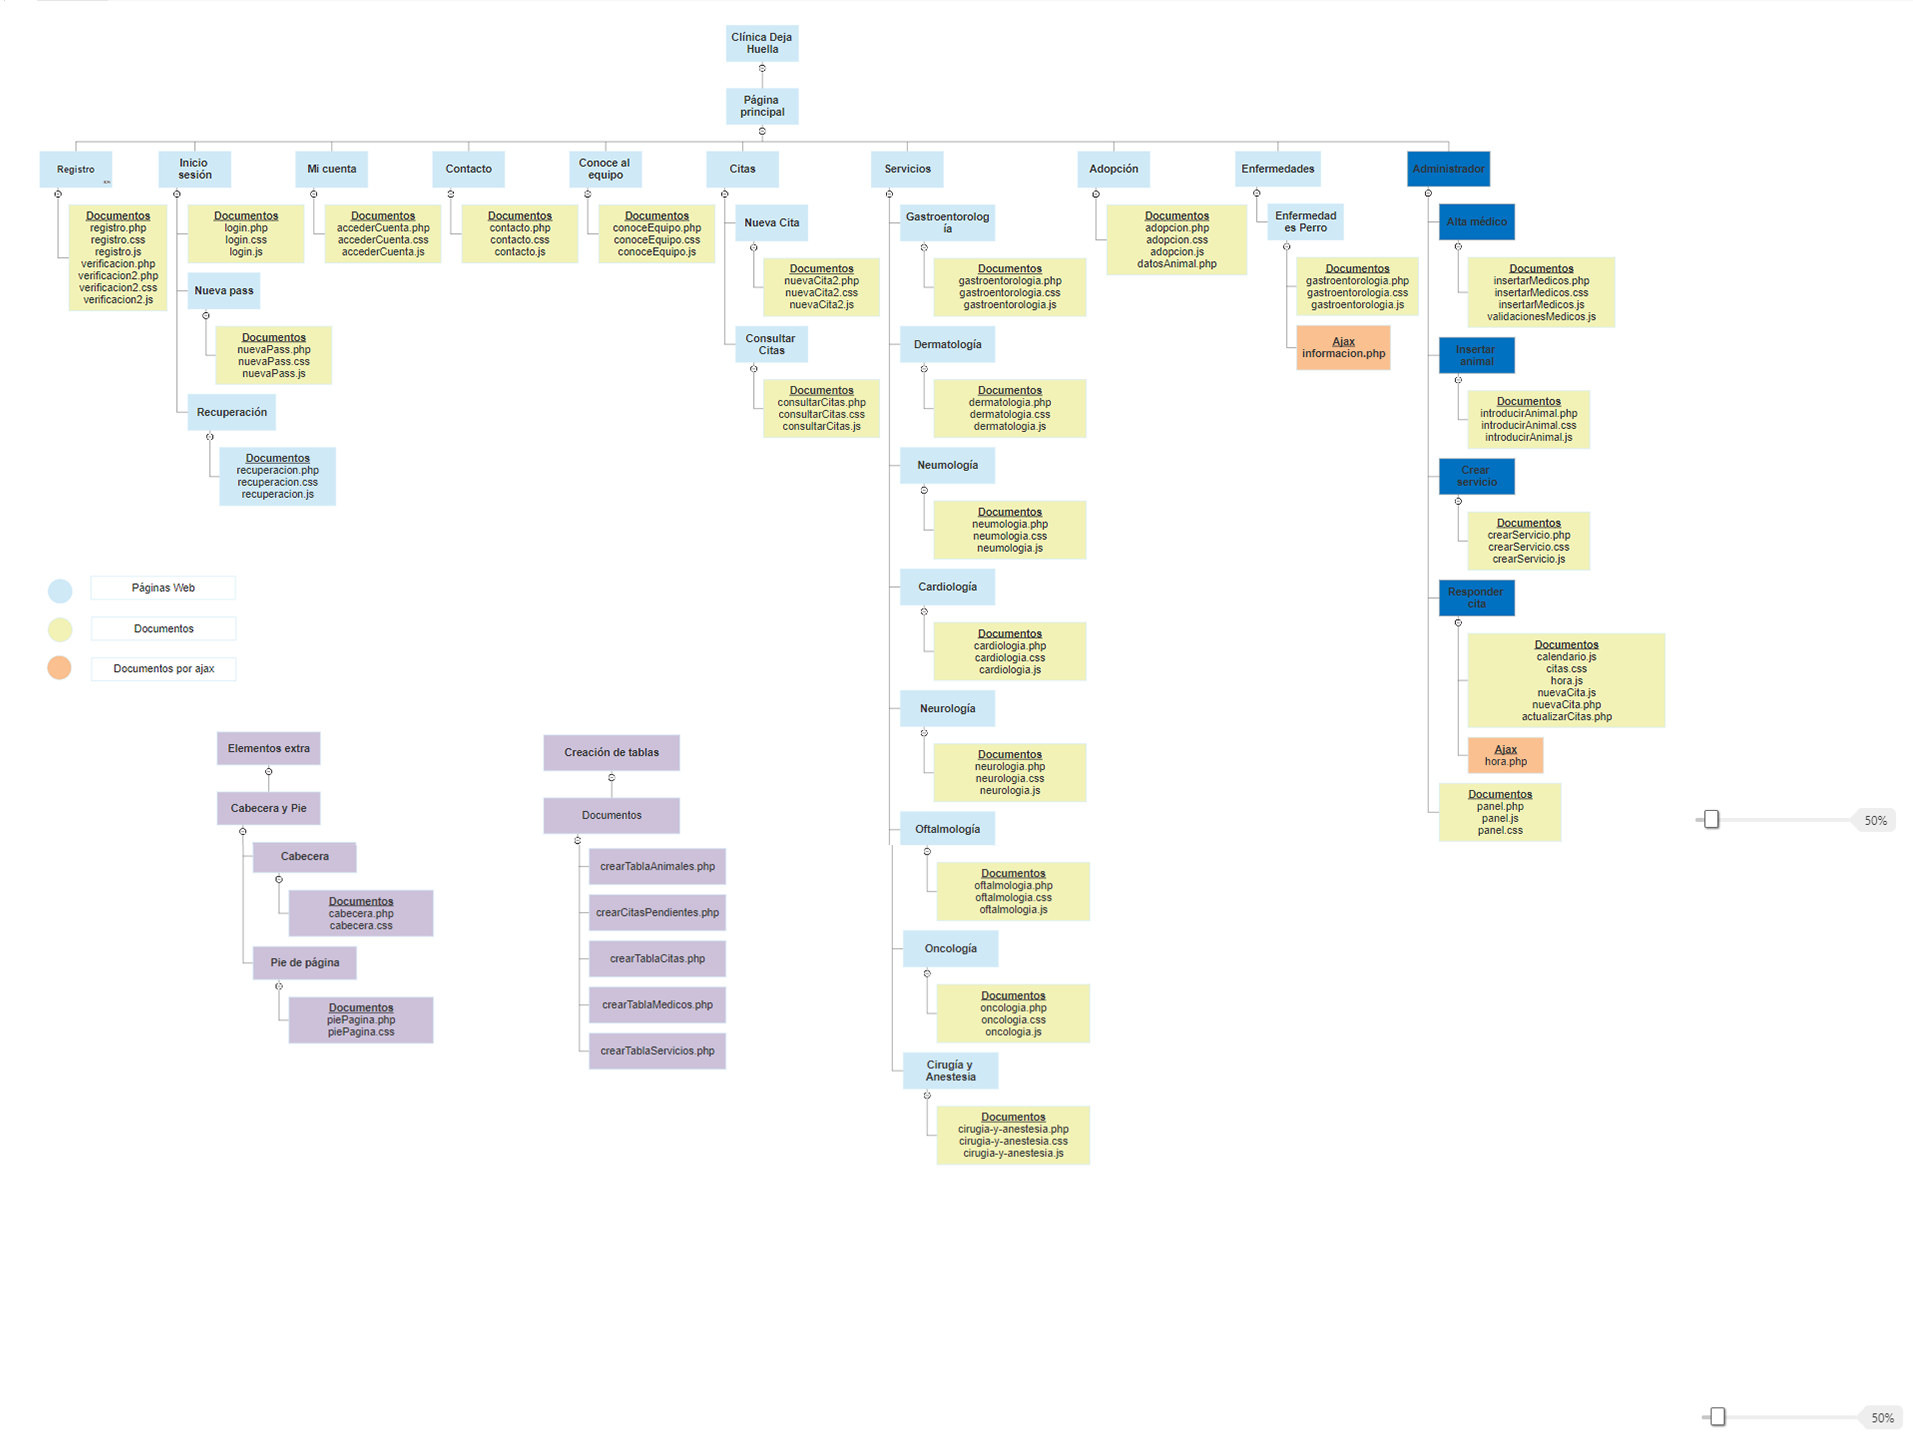 Clínica Deja
Huella
Página
principal
Registro
Inicio
sesión
Mi cuenta
Contacto
Conoce al
equipo
Citas
Servicios
Adopción
Enfermedades
Administrador
Documentos
registro.php
registro.css
registro.js
verificacion.php
verificacion2.php
verificacion2.css
verificacion2.js
Documentos
login.php
login.css
login.js
Nueva pass
Documentos
nuevaPass.php
nuevaPass.css
nuevaPass.js
Recuperación
Documentos
recuperacion.php
recuperacion.css
recuperacion.js
Documentos
accederCuenta.php
accederCuenta.css
accederCuenta.js
Documentos
contacto.php
contacto.css
contacto.js
Documentos
conoceEquipo.php
conoceEquipo.css
conoceEquipo.js
Nueva Cita
Documentos
nuevaCita2.php
nuevaCita2.css
nuevaCita2.js
Consultar
Citas
Documentos
consultarCitas.php
consultarCitas.css
consultarCitas.js
Gastroentorolog
ía
Documentos
gastroentorologia.php
gastroentorologia.css
gastroentorologia.js
Dermatología
Documentos
dermatologia.php
dermatologia.css
dermatologia.js
Neumología
Documentos
neumologia.php
neumologia.css
neumologia.js
Cardiología
Documentos
cardiologia.php
cardiologia.css
cardiologia.js
Neurología
Documentos
neurologia.php
neurologia.css
neurologia.js
Oftalmología
Documentos
oftalmologia.php
oftalmologia.css
oftalmologia.js
Oncología
Documentos
oncologia.php
oncologia.css
oncologia.js
Cirugía y
Anestesia
Documentos
cirugia-y-anestesia.php
cirugia-y-anestesia.css
cirugia-y-anestesia.js
Documentos
adopcion.php
adopcion.css
adopcion.js
datosAnimal.php
Enfermedad
es Perro
Documentos
gastroentorologia.php
gastroentorologia.css
gastroentorologia.js
Ajax
informacion.php
Alta médico
Documentos
insertarMedicos.php
insertarMedicos.css
insertarMedicos.js
validacionesMedicos.js
Insertar
animal
Documentos
introducirAnimal.php
introducirAnimal.css
introducirAnimal.js
Crear
servicio
Documentos
crearServicio.php
crearServicio.css
crearServicio.js
Responder
cita
Documentos
calendario.js
citas.css
hora.js
nuevaCita.js
nuevaCita.php
actualizarCitas.php
Ajax
hora.php
Documentos
panel.php
panel.js
panel.css
Páginas Web
Documentos
Documentos por ajax
Elementos extra
Cabecera y Pie
Cabecera
Documentos
cabecera.php
cabecera.css
Pie de página
Documentos
piePagina.php
piePagina.css
Creación de tablas
Documentos
crearTablaAnimales.php
crearCitasPendientes.php
crearTablaCitas.php
crearTablaMedicos.php
crearTablaServicios.php
50%
50%